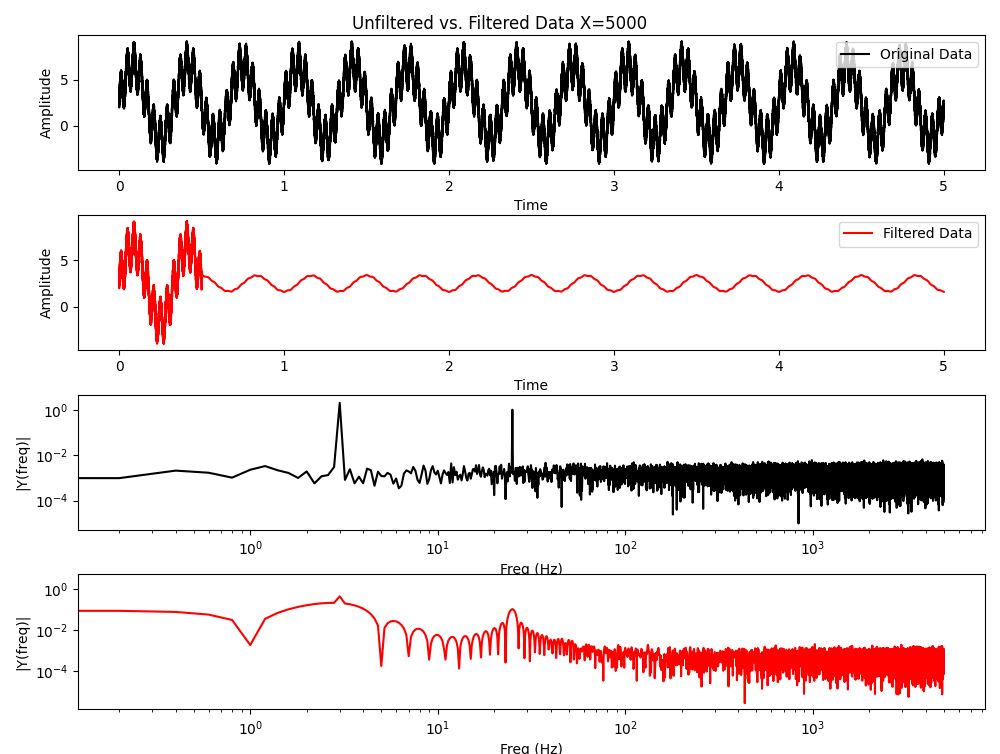 Unfiltered vs. Filtered Data X=5000
Amplitude
5
0
Original Data
0 1 2 3 4 5
Time
Amplitude
5
0
Filtered Data
0 1 2 3 4 5
Time
|Y(freq)|
10⁰
10⁻²
10⁻⁴
10⁰ 10¹ 10² 10³
Freq (Hz)
|Y(freq)|
10⁰
10⁻²
10⁻⁴
10⁰ 10¹ 10² 10³
Freq (Hz)